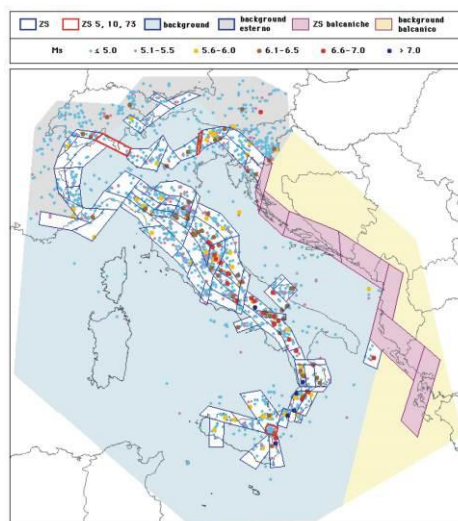 ZS ZS 5, 10, 73 background background esterno ZS balcaniche background balcanico
Ms ≤ 5.0 5.1-5.5 5.6-6.0 6.1-6.5 6.6-7.0 > 7.0